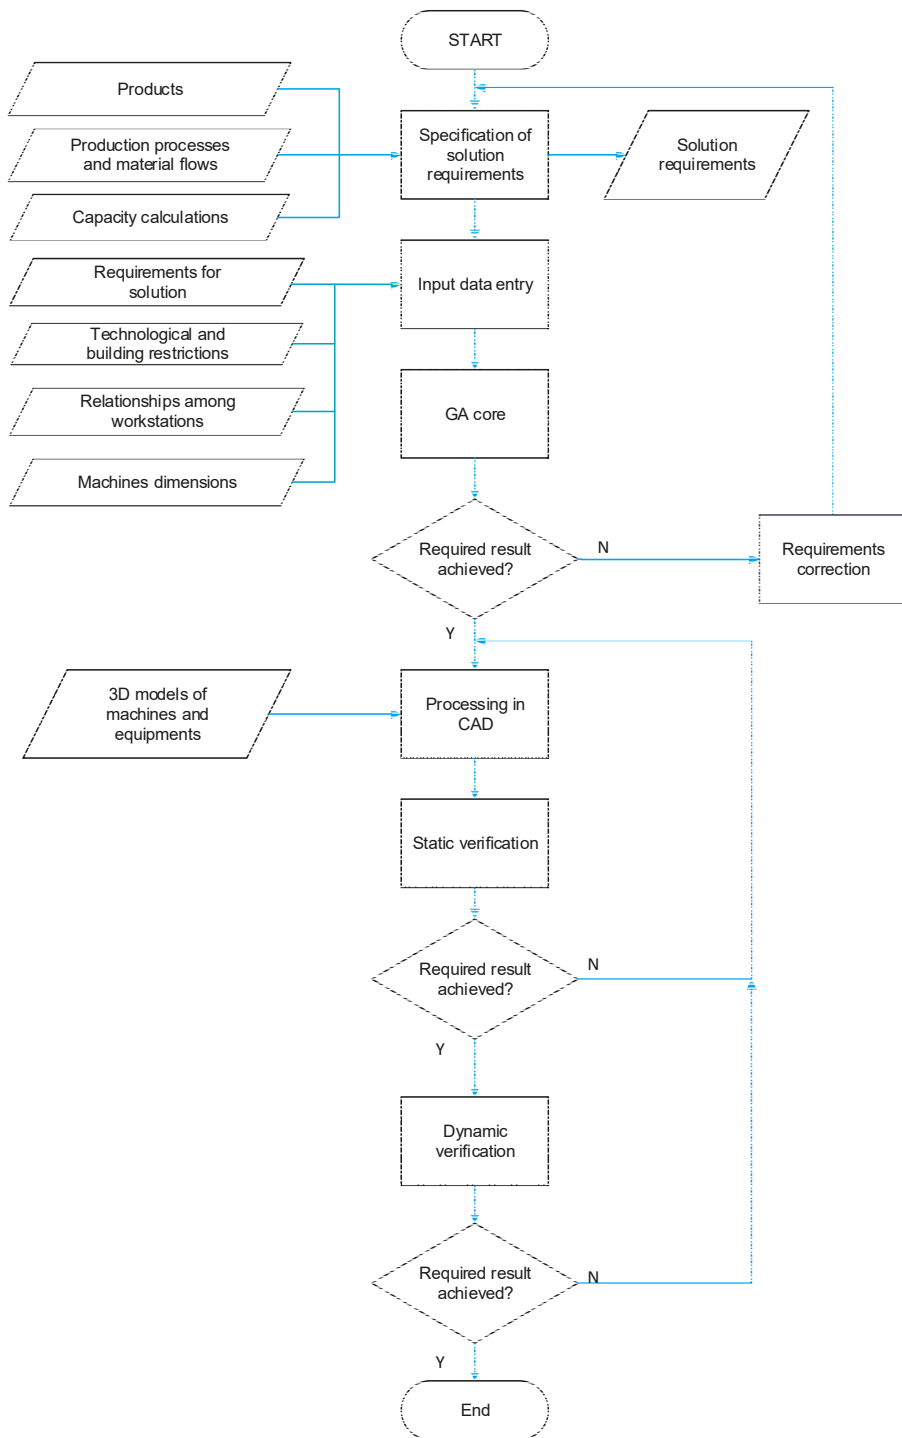 START
Products
Production processes
and material flows
Capacity calculations
Specification of
solution
requirements
Solution
requirements
Requirements for
solution
Technological and
building restrictions
Relationships among
workstations
Machines dimensions
Input data entry
GA core
Required result
achieved?
N
Requirements
correction
Y
3D models of
machines and
equipments
Processing in
CAD
Static verification
Required result
achieved?
N
Y
Dynamic
verification
Required result
achieved?
N
Y
End